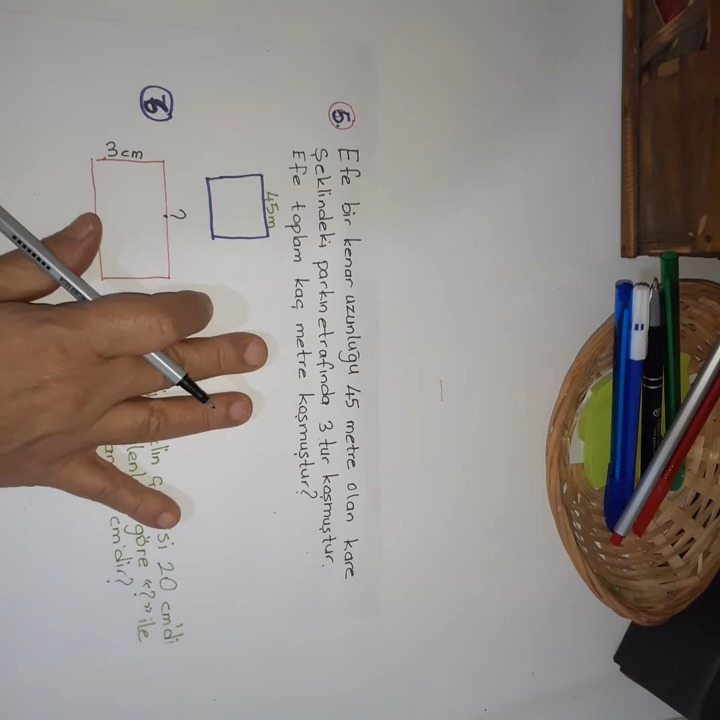 5. Efe bir kenar uzunluğu 45 metre olan kare
Şeklindeki parkın etrafında 3 tur koşmuştur.
Efe toplam kaç metre koşmuştur?
45m
6
3cm
?
si 20 cm'di
göre "?" ile
cm'dir?